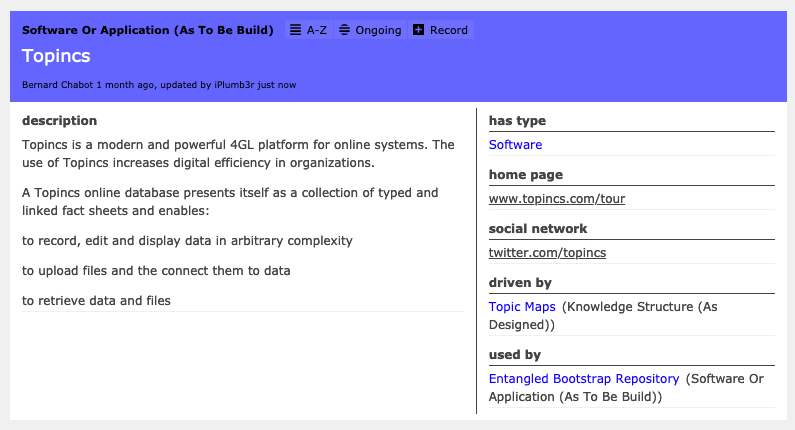 Software Or Application (As To Be Build) A-Z Ongoing Record
Topincs
Bernard Chabot 1 month ago, updated by iPlumb3r just now
description
Topincs is a modern and powerful 4GL platform for online systems. The
use of Topincs increases digital efficiency in organizations.
A Topincs online database presents itself as a collection of typed and
linked fact sheets and enables:
to record, edit and display data in arbitrary complexity
to upload files and the connect them to data
to retrieve data and files
has type
Software
home page
www.topincs.com/tour
social network
twitter.com/topincs
driven by
Topic Maps (Knowledge Structure (As
Designed))
used by
Entangled Bootstrap Repository (Software Or
Application (As To Be Build))